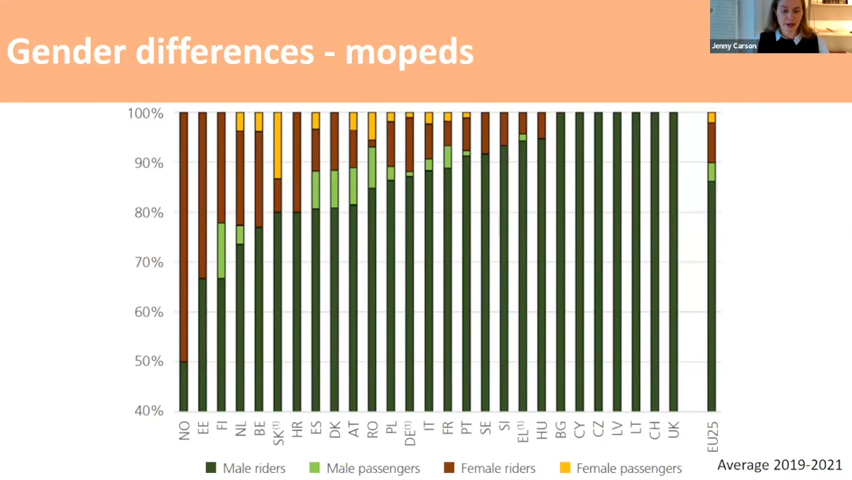 Gender differences - mopeds
Jenny Carson
100%
90%
80%
70%
60%
50%
40%
NO EE FI NL BE SK(1) HR ES DK AT RO PL DE(1) IT FR PT SE SI EL(1) HU BG CY CZ LV LT CH UK EU25
Male riders Male passengers Female riders Female passengers
Average 2019-2021